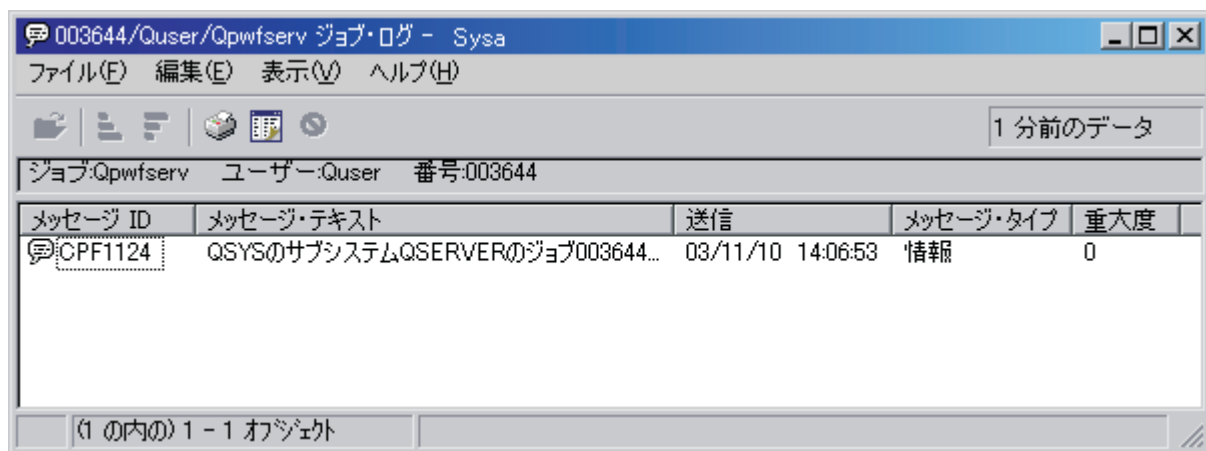 003644/Quser/Qpwfserv ジョブ・ログ - Sysa
ファイル(F) 編集(E) 表示(V) ヘルプ(H)
1 分前のデータ
ジョブ:Qpwfserv ユーザー:Quser 番号:003644
メッセージ ID メッセージ・テキスト 送信 メッセージ・タイプ 重大度
CPF1124 QSYSのサブシステムQSERVERのジョブ003644... 03/11/10 14:06:53 情報 0
(1 の内の) 1 - 1 オブジェクト